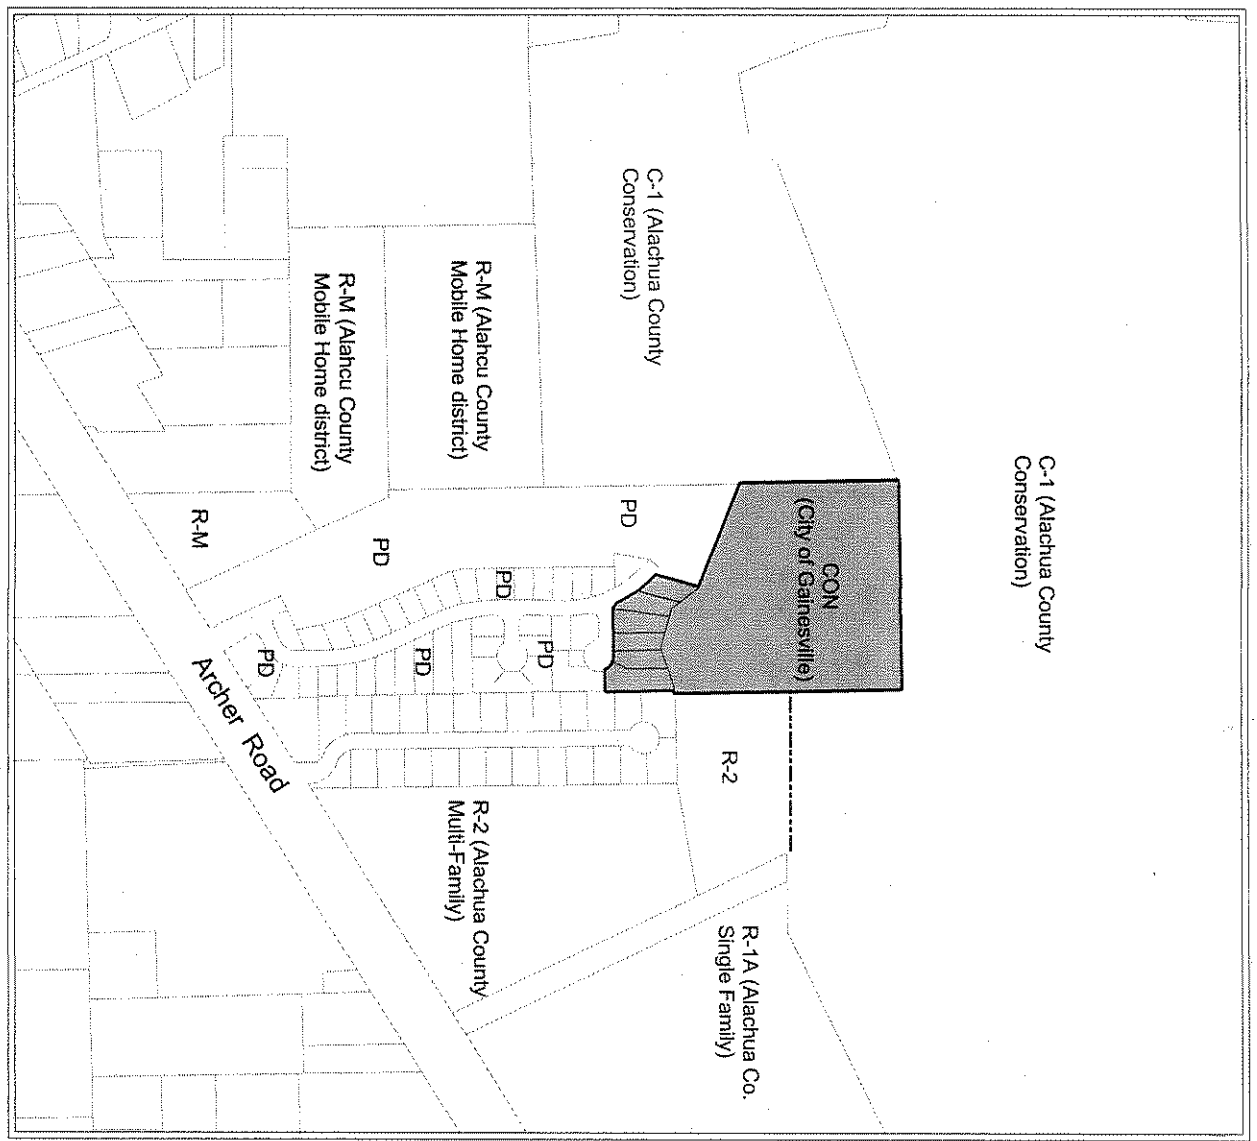 C-1 (Alachua County
Conservation)
CON
(City of Gainesville)
R-1A (Alachua Co.
Single Family)
R-2
C-1 (Alachua County
Conservation)
PD
PD
PD
R-M (Alahcu County
Mobile Home district)
R-2 (Alachua County
Multi-Family)
PD
PD
R-M (Alahcu County
Mobile Home district)
PD
Archer Road
R-M